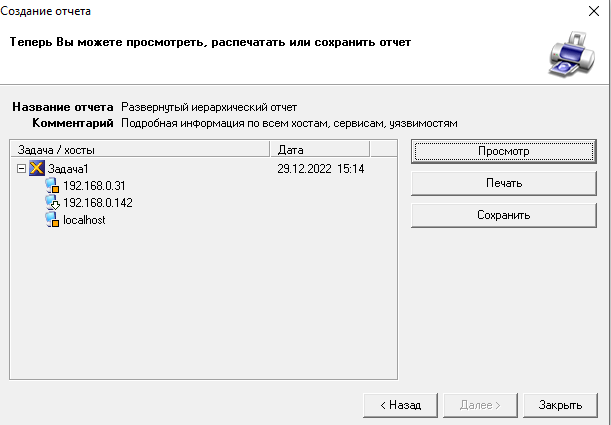 Создание отчета
Теперь Вы можете просмотреть, распечатать или сохранить отчет
Название отчета Развернутый иерархический отчет
Комментарий Подробная информация по всем хостам, сервисам, уязвимостям
Задача / хосты Дата
Задача1 29.12.2022 15:14
192.168.0.31
192.168.0.142
localhost
Просмотр
Печать
Сохранить
< Назад Далее > Закрыть